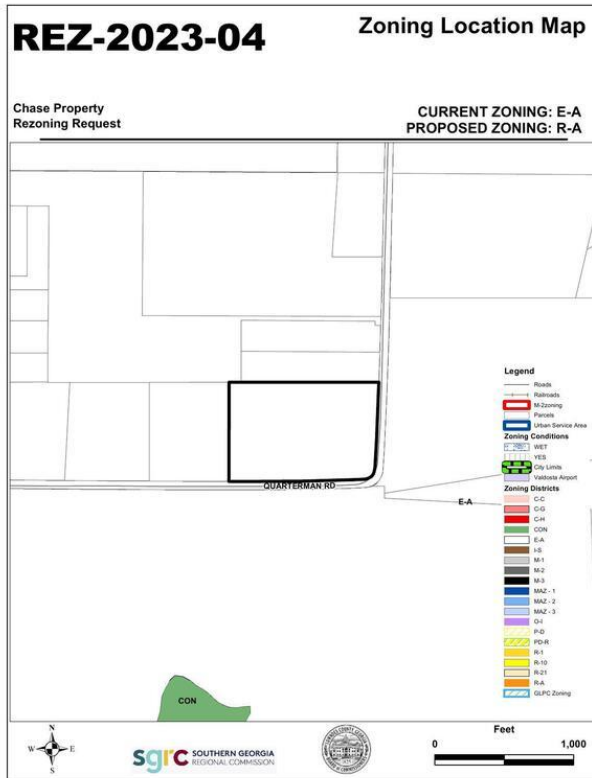 REZ-2023-04
Zoning Location Map
Chase Property
Rezoning Request
CURRENT ZONING: E-A
PROPOSED ZONING: R-A
QUARTERMAN RD
E-A
CON
Legend
Roads
Railroads
M-2zoning
Parcels
Urban Service Area
Zoning Conditions
WET
YES
City Limits
Valdosta Airport
Zoning Districts
C-C
C-G
C-H
CON
E-A
I-S
M-1
M-2
M-3
MAZ - 1
MAZ - 2
MAZ - 3
O-I
P-D
PD-R
R-1
R-10
R-21
R-A
GLPC Zoning
N
W
E
S
sgrc SOUTHERN GEORGIA
REGIONAL COMMISSION
Feet
0
1,000